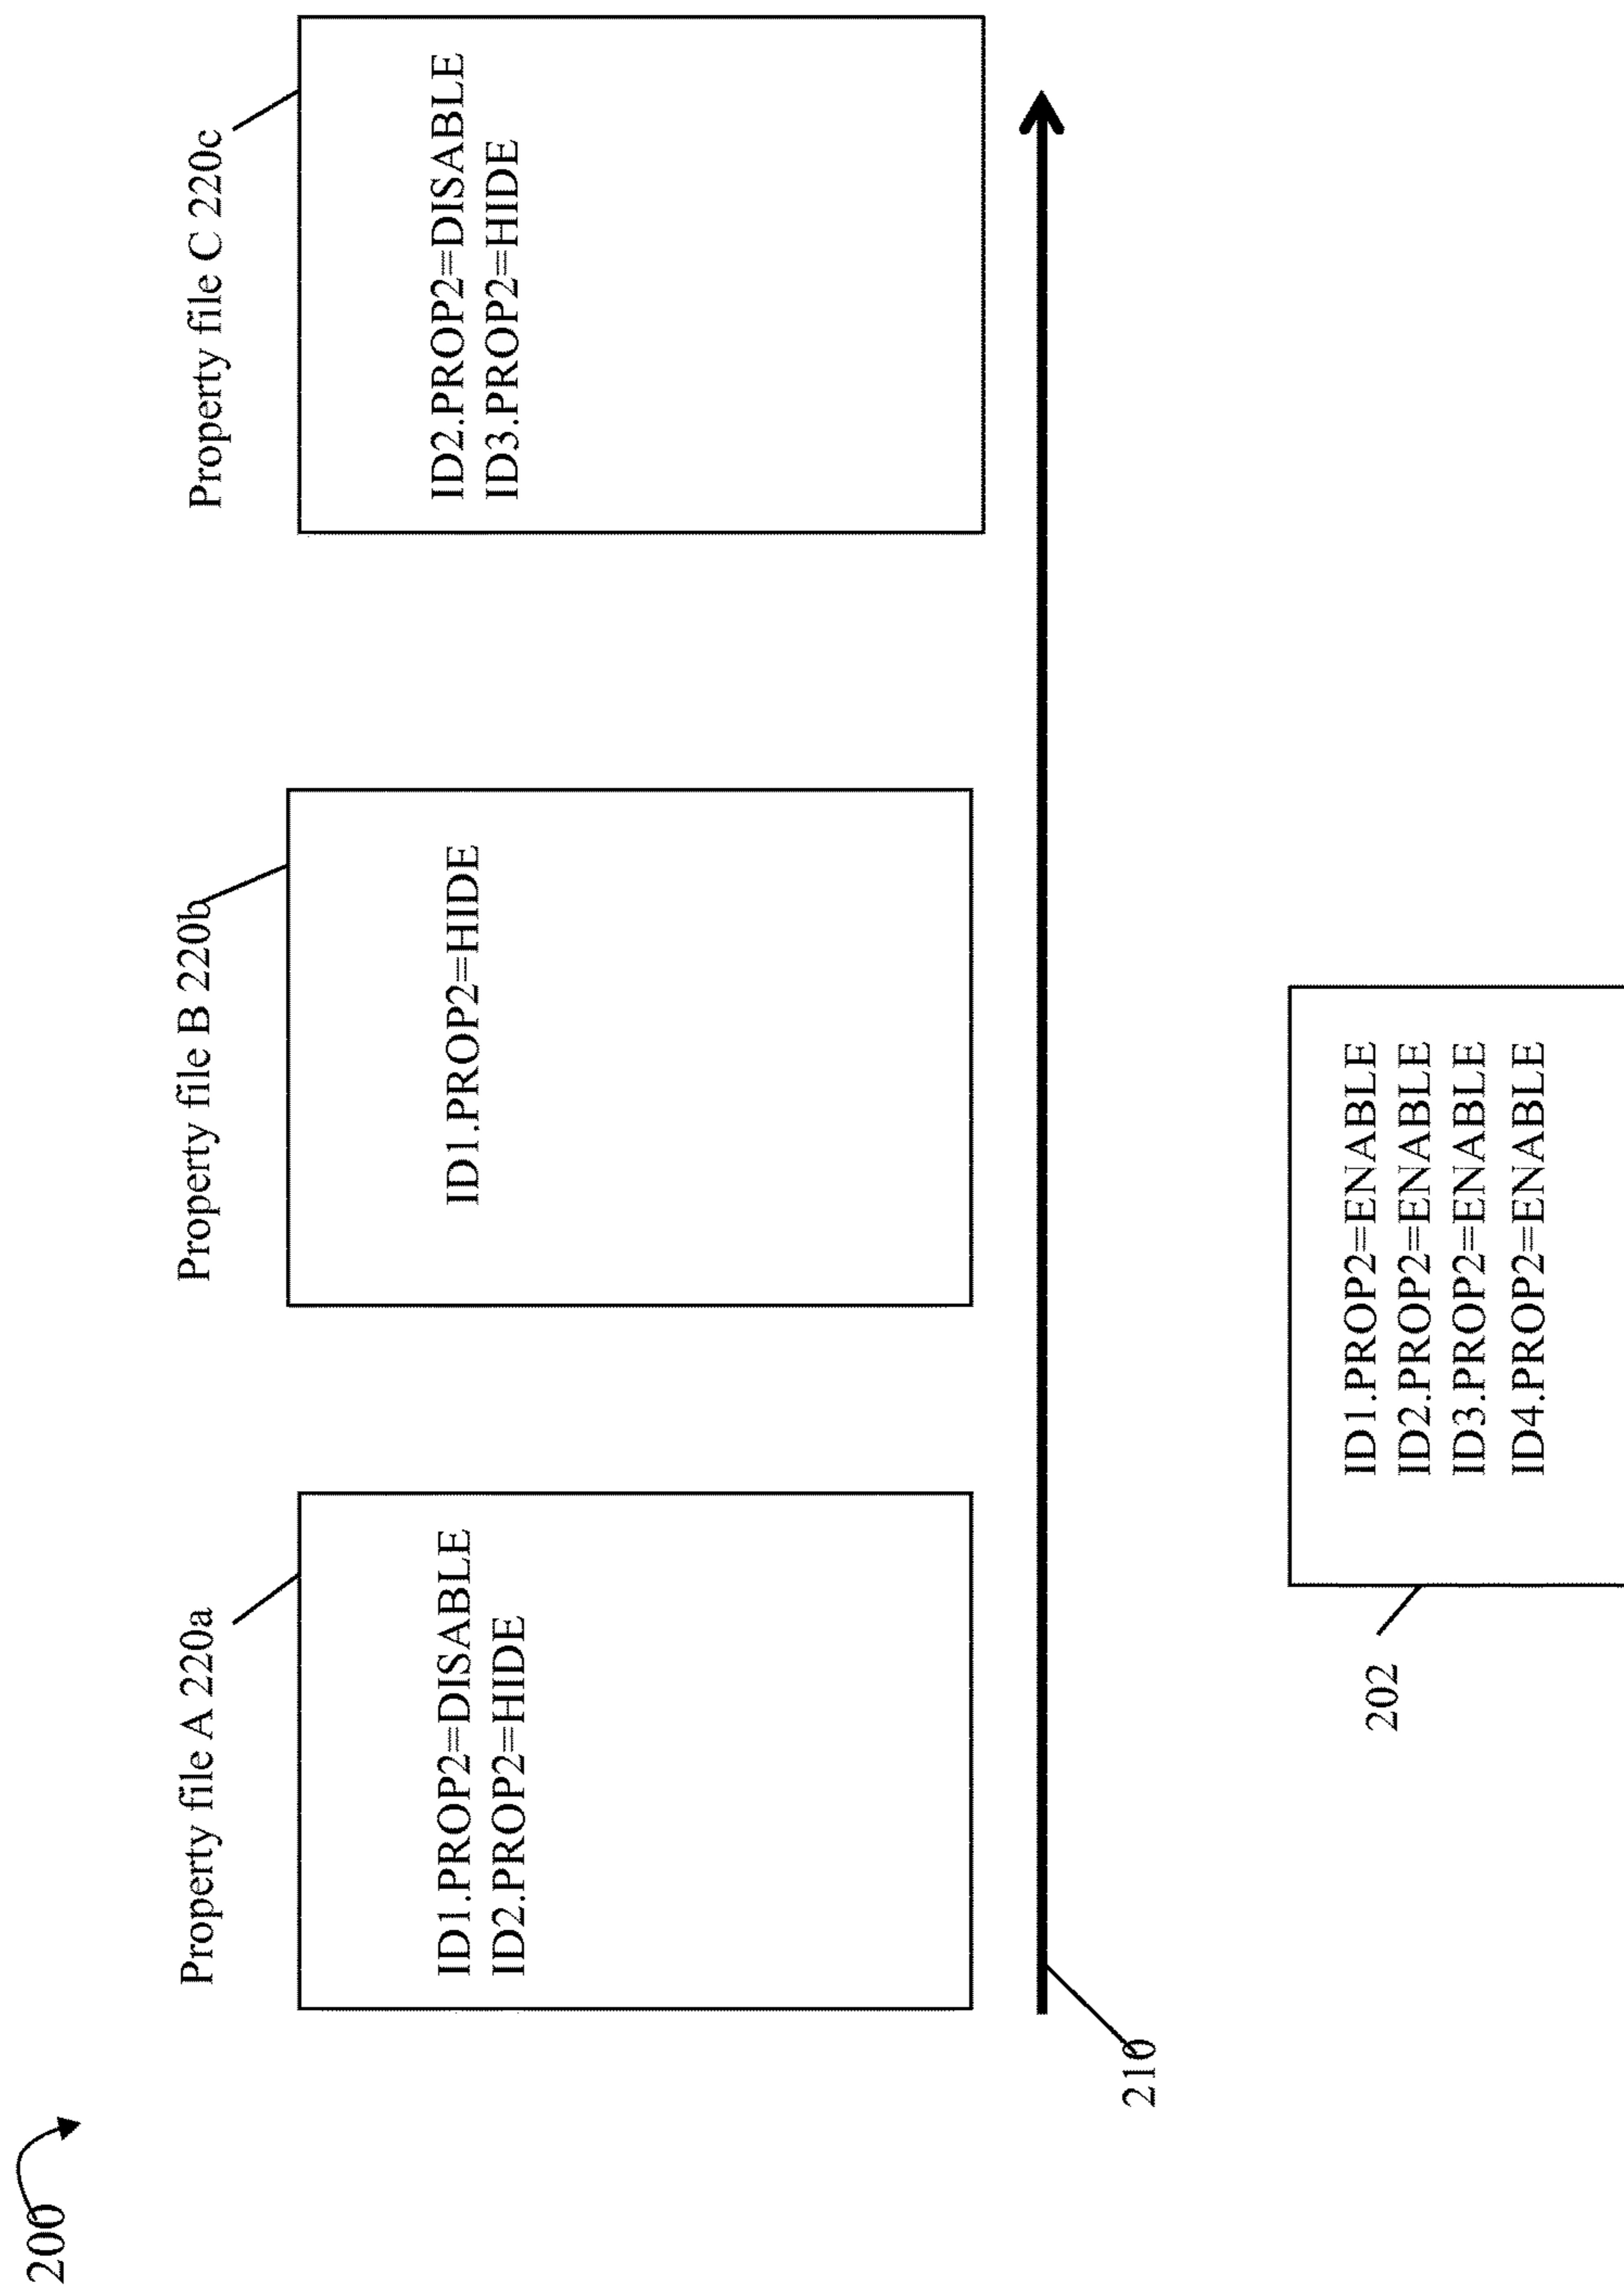 200
Property file A 220a
ID1.PROP2=DISABLE
ID2.PROP2=HIDE
Property file B 220b
ID1.PROP2=HIDE
Property file C 220c
ID2.PROP2=DISABLE
ID3.PROP2=HIDE
210
202
ID1.PROP2=ENABLE
ID2.PROP2=ENABLE
ID3.PROP2=ENABLE
ID4.PROP2=ENABLE